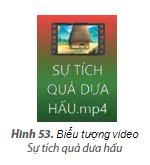 SỰ TÍCH
QUẢ DƯA
HẤU.mp4
Hình 53. Biểu tượng video
Sự tích quả dưa hấu